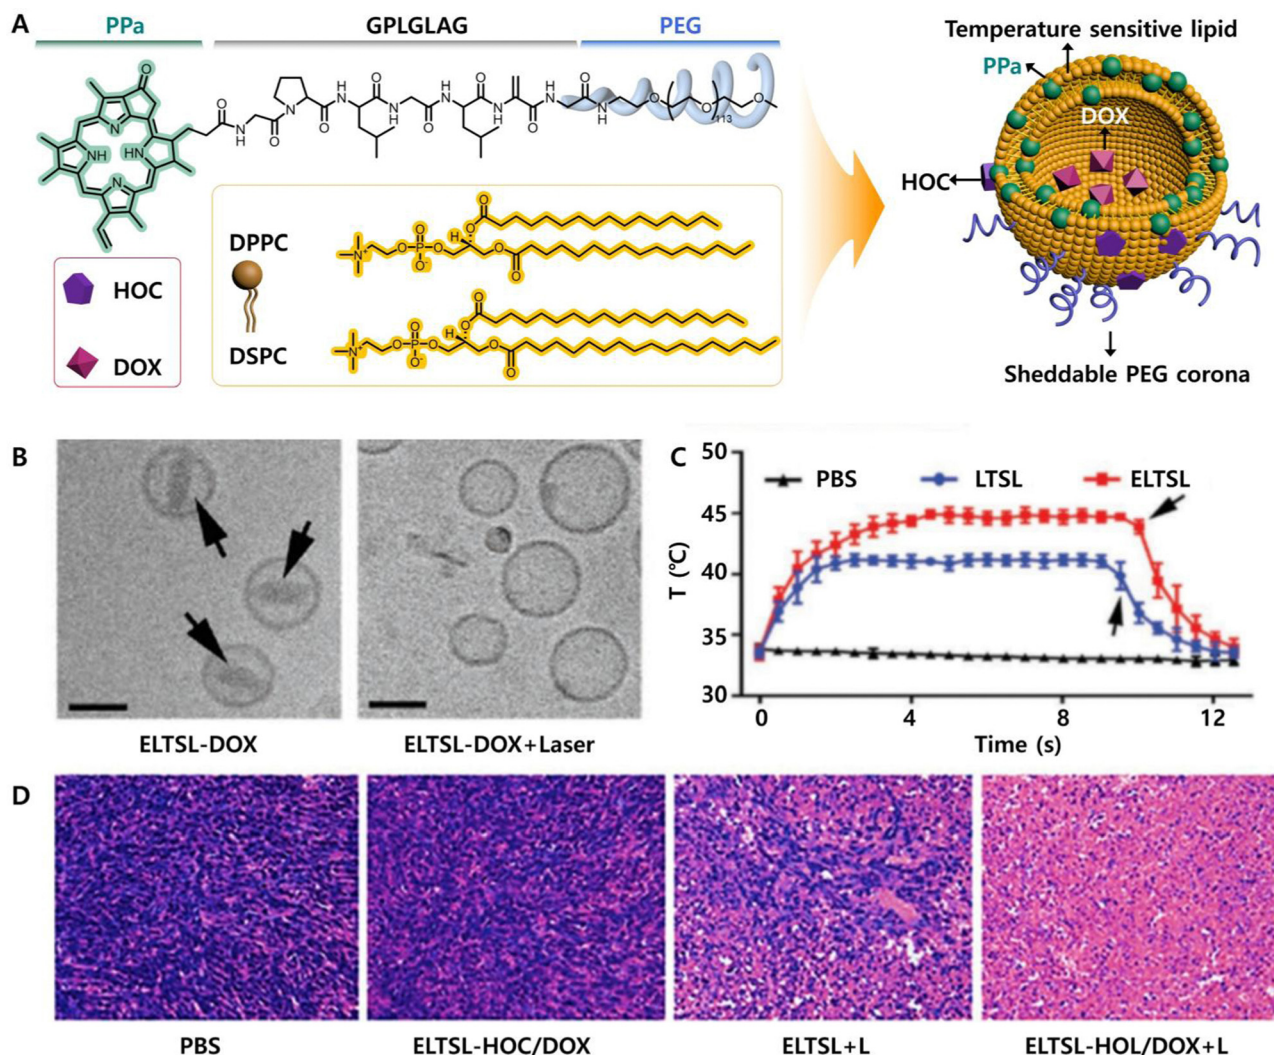 A
PPa
GPLGLAG
PEG
O
O
O
H
N
O
N
O
H
N
O
N
H
O
H
N
O
N
H
O
H
N
O
N
H
O
O
113
O
N
NH
HN
N
HOC
DOX
DPPC
DSPC
N+
O
O
P
O-
O
H
O
O
O
O
N+
O
O
P
O-
O
H
O
O
O
O
Temperature sensitive lipid
PPa
DOX
HOC
Sheddable PEG corona
B
ELTSL-DOX
ELTSL-DOX+Laser
C
PBS
LTSL
ELTSL
T (°C)
50
45
40
35
30
0
4
8
12
Time (s)
D
PBS
ELTSL-HOC/DOX
ELTSL+L
ELTSL-HOL/DOX+L